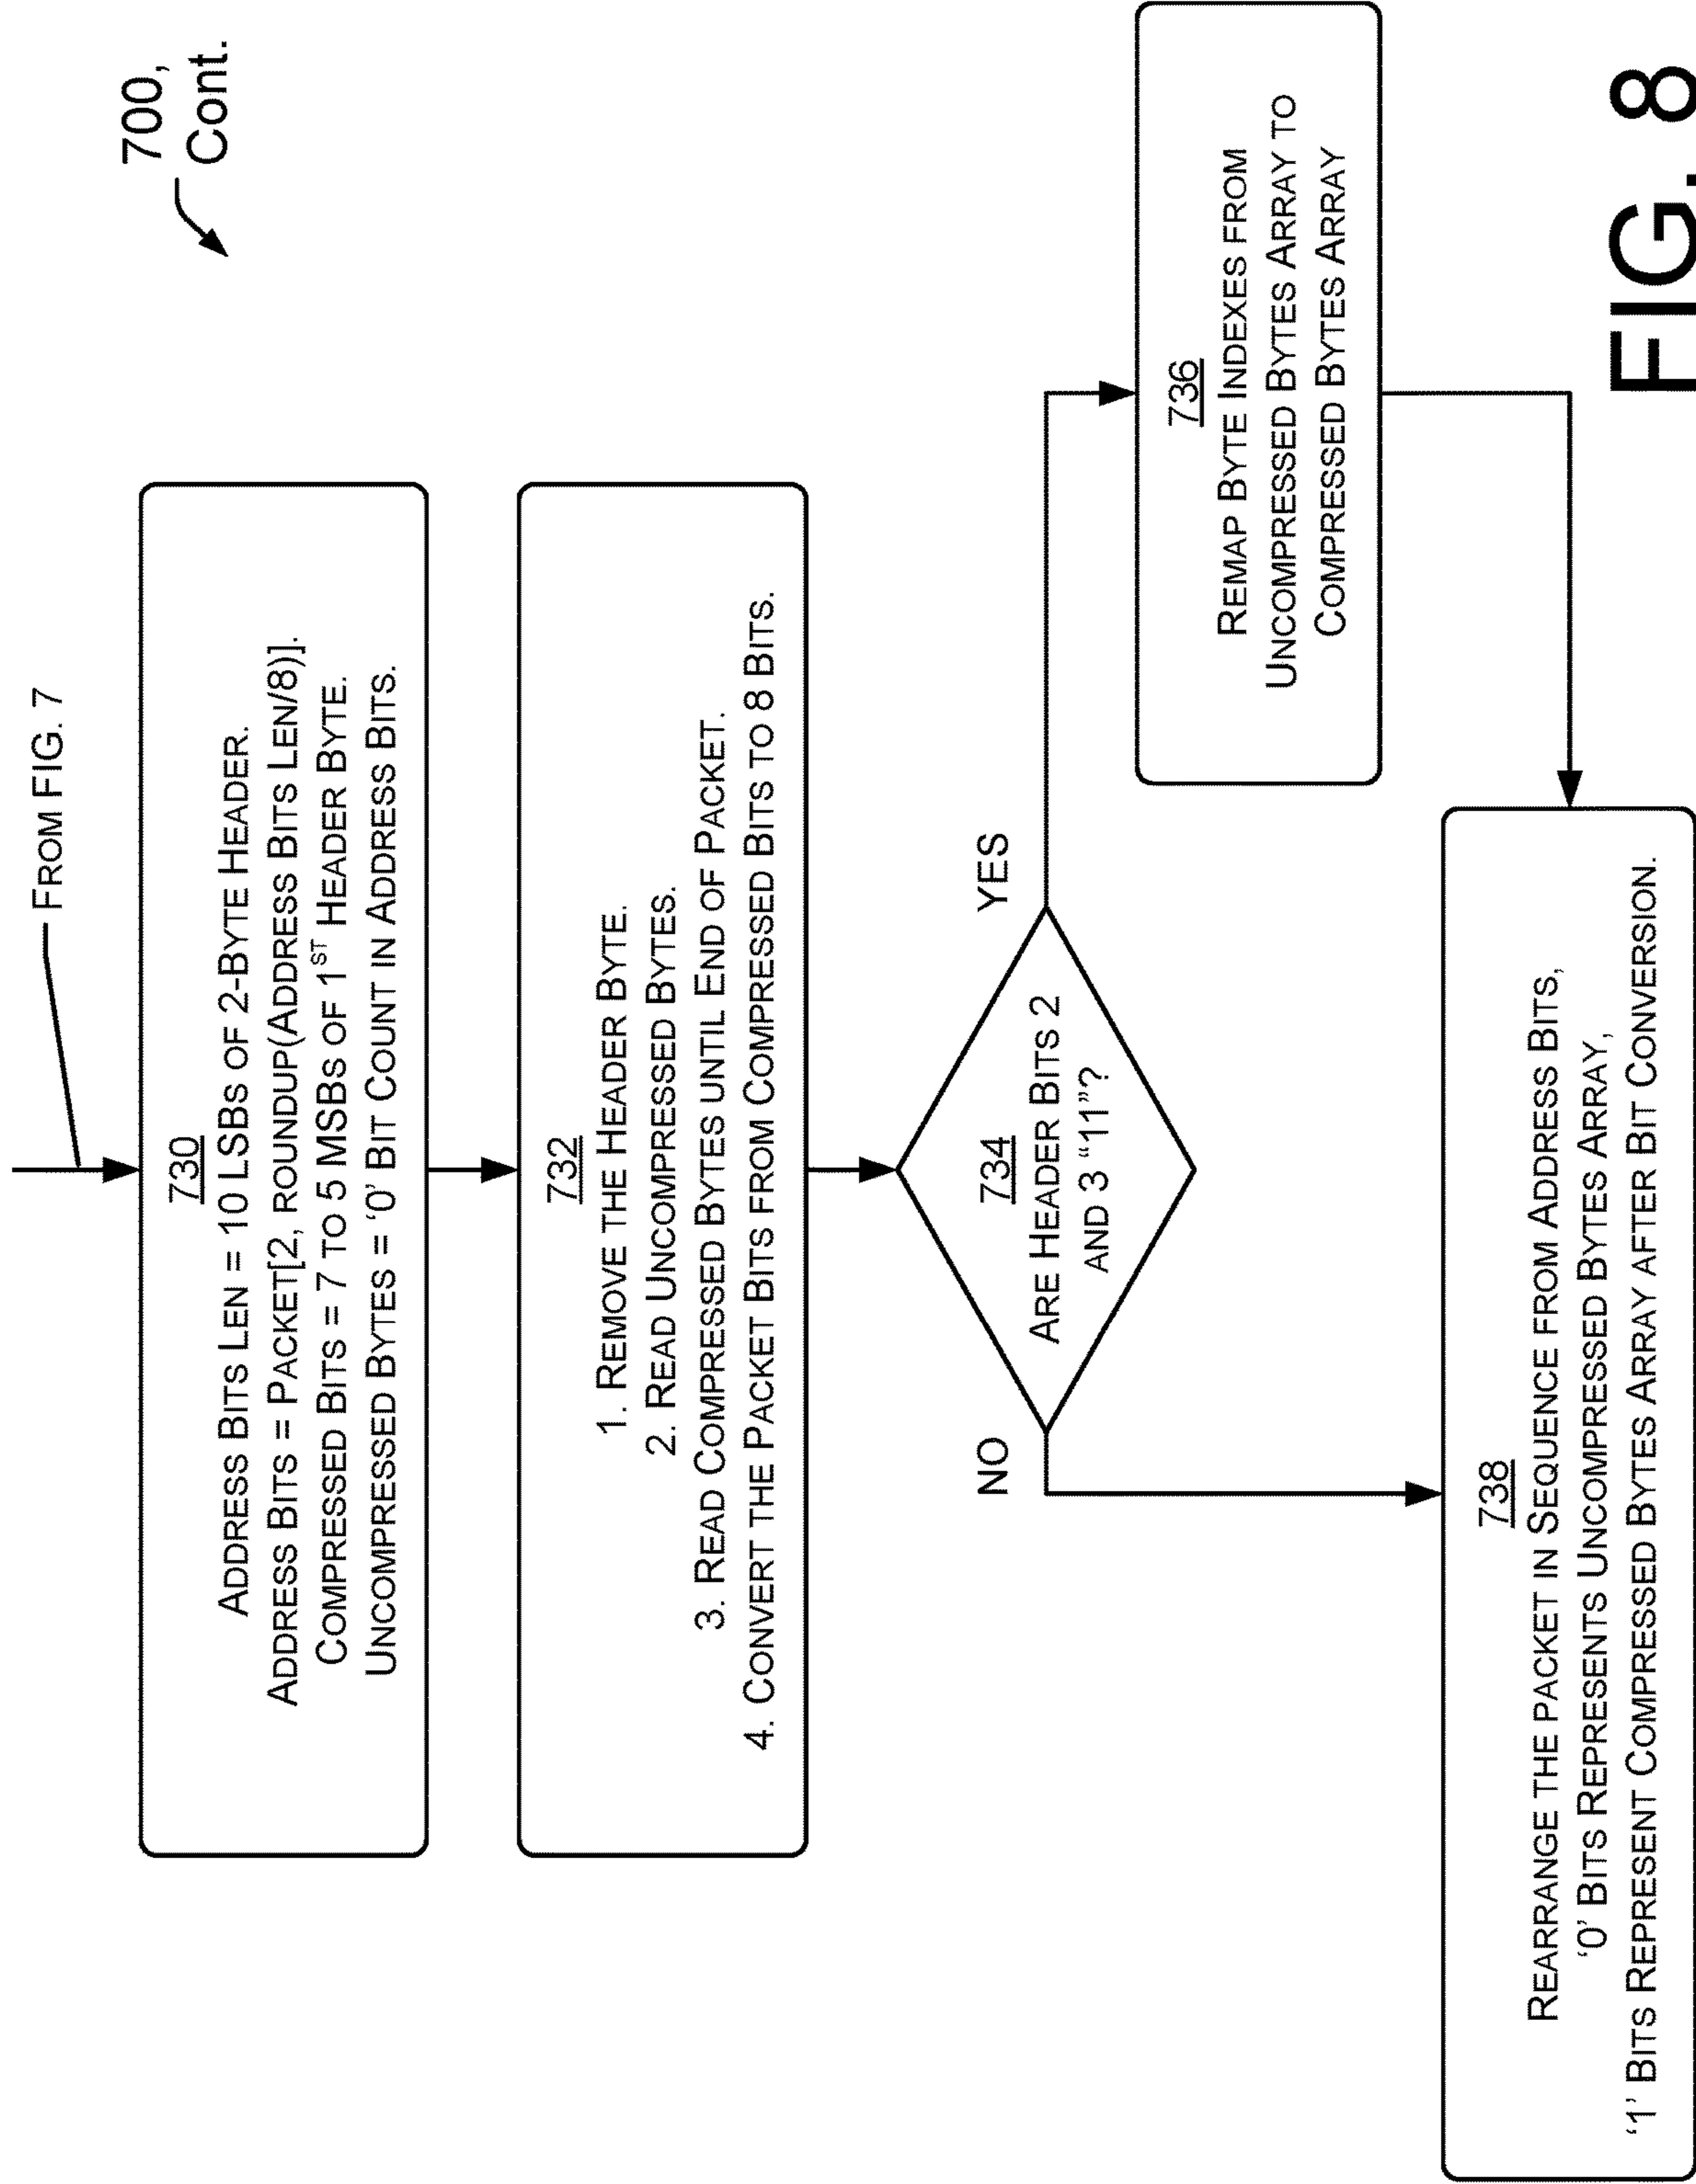 700,
Cont.
FROM FIG. 7
730
ADDRESS BITS LEN = 10 LSBS OF 2-BYTE HEADER.
ADDRESS BITS = PACKET[2, ROUNDUP(ADDRESS BITS LEN/8)].
COMPRESSED BITS = 7 TO 5 MSBS OF 1ST HEADER BYTE.
UNCOMPRESSED BYTES = '0' BIT COUNT IN ADDRESS BITS.
732
1. REMOVE THE HEADER BYTE.
2. READ UNCOMPRESSED BYTES.
3. READ COMPRESSED BYTES UNTIL END OF PACKET.
4. CONVERT THE PACKET BITS FROM COMPRESSED BITS TO 8 BITS.
734
ARE HEADER BITS 2
AND 3 "11"?
NO
YES
736
REMAP BYTE INDEXES FROM
UNCOMPRESSED BYTES ARRAY TO
COMPRESSED BYTES ARRAY
738
REARRANGE THE PACKET IN SEQUENCE FROM ADDRESS BITS,
'0' BITS REPRESENTS UNCOMPRESSED BYTES ARRAY,
'1' BITS REPRESENT COMPRESSED BYTES ARRAY AFTER BIT CONVERSION.
FIG. 8